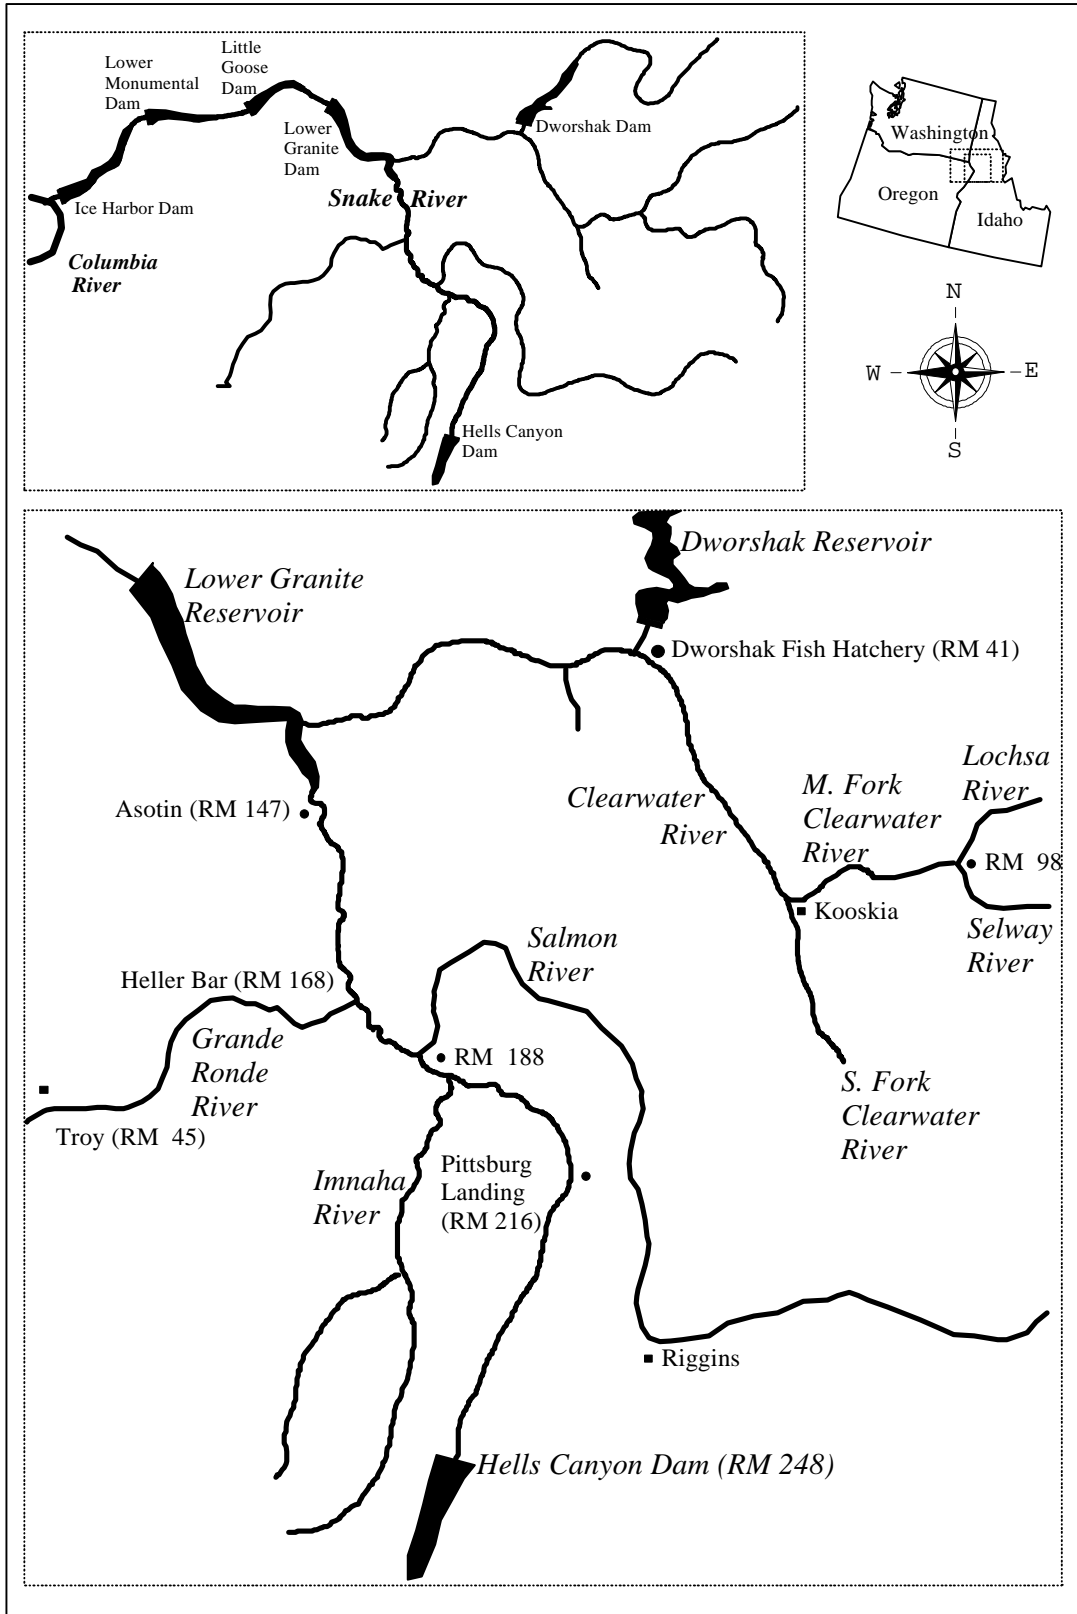 Little
Goose
Dam
Lower
Monumental
Dam
Lower
Granite
Dam
Dworshak Dam
Snake River
Ice Harbor Dam
Columbia
River
Hells Canyon
Dam
Washington
Oregon
Idaho
N
W
E
S
Dworshak Reservoir
Lower Granite
Reservoir
Dworshak Fish Hatchery (RM 41)
Lochsa
River
M. Fork
Clearwater
River
Clearwater
River
Asotin (RM 147)
RM 98
Kooskia
Selway
River
Salmon
River
Heller Bar (RM 168)
Grande
Ronde
River
RM 188
S. Fork
Clearwater
River
Troy (RM 45)
Imnaha
River
Pittsburg
Landing
(RM 216)
Riggins
Hells Canyon Dam (RM 248)